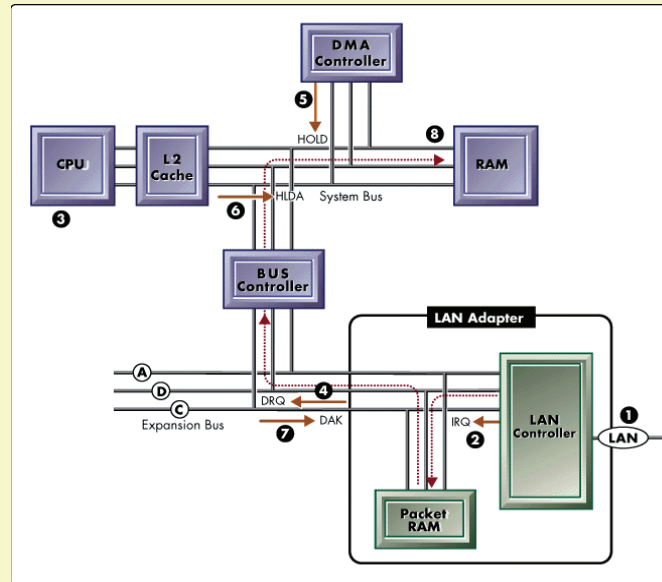 DMA
Controller
5
HOLD
8
CPU
L2
Cache
RAM
3
6
HLDA
System Bus
BUS
Controller
LAN Adapter
A
D
C
DRQ
4
Expansion Bus
7
DAK
IRQ
2
LAN
Controller
1
LAN
Packet
RAM